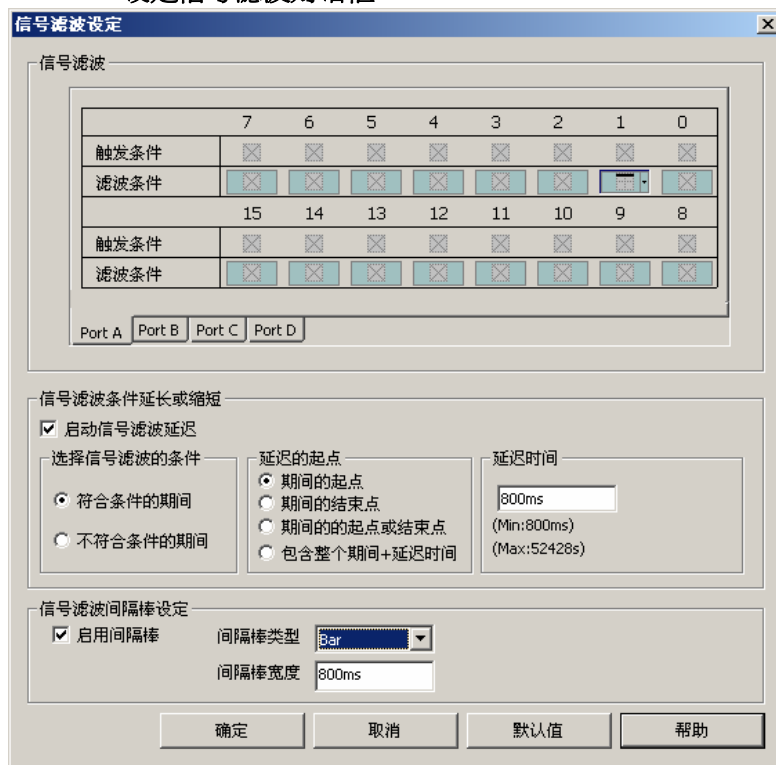 信号滤波设定
信号滤波
7 6 5 4 3 2 1 0
触发条件
滤波条件
15 14 13 12 11 10 9 8
触发条件
滤波条件
Port A Port B Port C Port D
信号滤波条件延长或缩短
启动信号滤波延迟
选择信号滤波的条件
符合条件的期间
不符合条件的期间
延迟的起点
期间的起点
期间的结束点
期间的的起点或结束点
包含整个期间+延迟时间
延迟时间
800ms
(Min:800ms)
(Max:52428s)
信号滤波间隔棒设定
启用间隔棒 间隔棒类型 Bar
间隔棒宽度 800ms
确定 取消 默认值 帮助